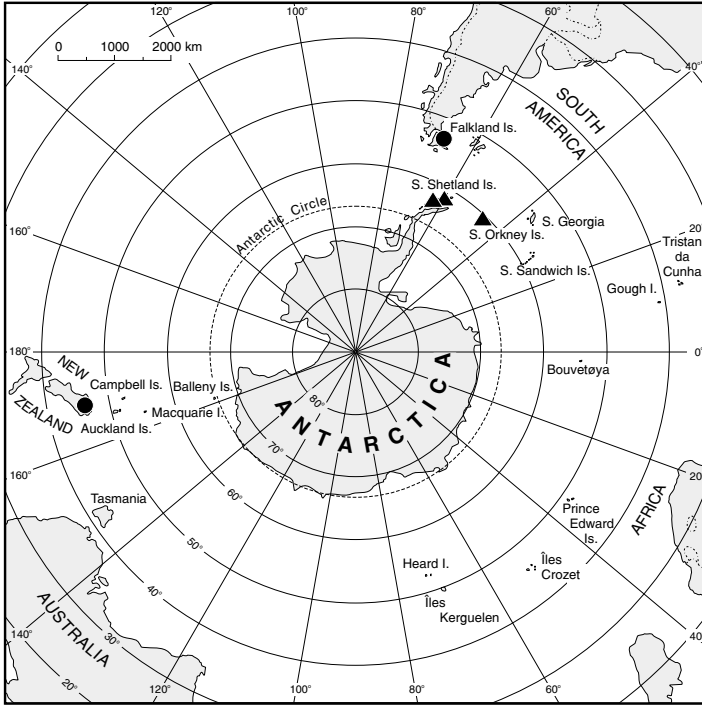 120°
100°
80°
60°
0 1000 2000 km
140°
40°
SOUTH
AMERICA
Falkland Is.
S. Shetland Is.
Antarctic Circle
S. Georgia
S. Orkney Is.
160°
20°
Tristan
da
Cunha
S. Sandwich Is.
Gough I.
180°
0°
NEW
ZEALAND
Campbell Is.
Balleny Is.
Bouvetøya
Macquarie I.
Auckland Is.
ANTARCTICA
80°
70°
60°
50°
40°
30°
20°
160°
20°
Tasmania
Prince
Edward
Is.
AFRICA
Heard I.
Îles
Crozet
Îles
Kerguelen
AUSTRALIA
140°
40°
120°
100°
80°
60°